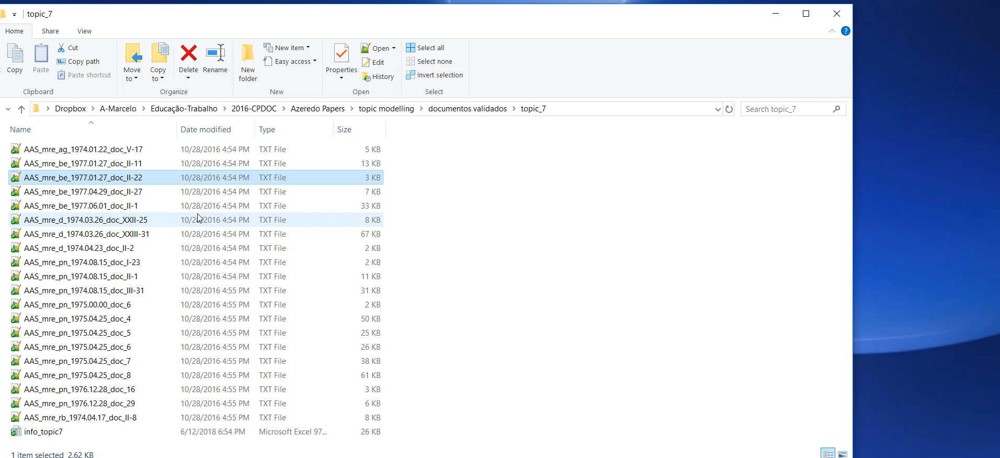 topic_7
Home Share View
Copy
Paste
Cut
Copy path
Paste shortcut
Clipboard
Move to
Copy to
Delete
Rename
Organize
New folder
New item
Easy access
New
Properties
Open
Edit
History
Open
Select all
Select none
Invert selection
Select
Dropbox > A-Marcelo > Educação-Trabalho > 2016-CPDOC > Azeredo Papers > topic modelling > documentos validados > topic_7
Search topic_7
Name Date modified Type Size
AAS_mre_ag_1974.01.22_doc_V-17 10/28/2016 4:54 PM TXT File 5 KB
AAS_mre_be_1977.01.27_doc_II-11 10/28/2016 4:54 PM TXT File 13 KB
AAS_mre_be_1977.01.27_doc_II-22 10/28/2016 4:54 PM TXT File 3 KB
AAS_mre_be_1977.04.29_doc_II-27 10/28/2016 4:54 PM TXT File 7 KB
AAS_mre_be_1977.06.01_doc_II-1 10/28/2016 4:54 PM TXT File 33 KB
AAS_mre_d_1974.03.26_doc_XXII-25 10/28/2016 4:54 PM TXT File 8 KB
AAS_mre_d_1974.03.26_doc_XXIII-31 10/28/2016 4:54 PM TXT File 67 KB
AAS_mre_d_1974.04.23_doc_II-2 10/28/2016 4:54 PM TXT File 2 KB
AAS_mre_pn_1974.08.15_doc_I-23 10/28/2016 4:54 PM TXT File 2 KB
AAS_mre_pn_1974.08.15_doc_II-1 10/28/2016 4:54 PM TXT File 11 KB
AAS_mre_pn_1974.08.15_doc_III-31 10/28/2016 4:55 PM TXT File 31 KB
AAS_mre_pn_1975.00.00_doc_6 10/28/2016 4:55 PM TXT File 2 KB
AAS_mre_pn_1975.04.25_doc_4 10/28/2016 4:55 PM TXT File 50 KB
AAS_mre_pn_1975.04.25_doc_5 10/28/2016 4:55 PM TXT File 25 KB
AAS_mre_pn_1975.04.25_doc_6 10/28/2016 4:55 PM TXT File 26 KB
AAS_mre_pn_1975.04.25_doc_7 10/28/2016 4:55 PM TXT File 38 KB
AAS_mre_pn_1975.04.25_doc_8 10/28/2016 4:55 PM TXT File 61 KB
AAS_mre_pn_1976.12.28_doc_16 10/28/2016 4:55 PM TXT File 3 KB
AAS_mre_pn_1976.12.28_doc_29 10/28/2016 4:55 PM TXT File 6 KB
AAS_mre_rb_1974.04.17_doc_II-8 10/28/2016 4:55 PM TXT File 8 KB
info_topic7 6/12/2018 6:54 PM Microsoft Excel 97... 26 KB
1 item selected 2.62 KB